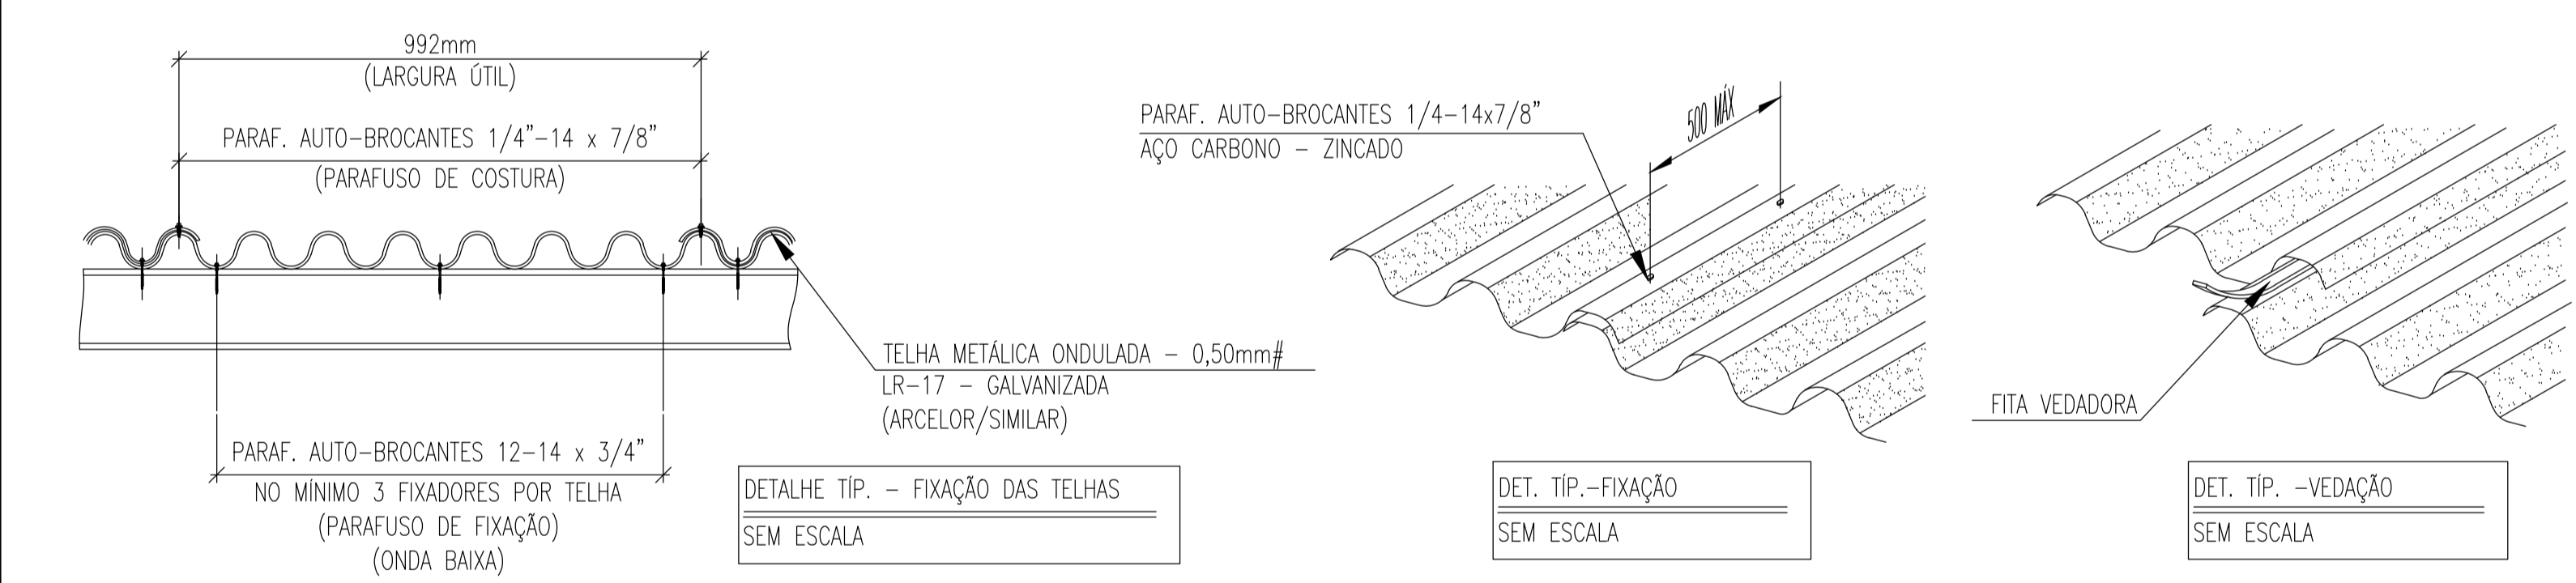 992mm
(LARGURA ÚTIL)
PARAF. AUTO-BROCANTES 1/4"-14 x 7/8"
(PARAFUSO DE COSTURA)
TELHA METÁLICA ONDULADA - 0,50mm#
LR-17 - GALVANIZADA
(ARCELOR/SIMILAR)
PARAF. AUTO-BROCANTES 12-14 x 3/4"
NO MÍNIMO 3 FIXADORES POR TELHA
(PARAFUSO DE FIXAÇÃO)
(ONDA BAIXA)
DETALHE TÍP. - FIXAÇÃO DAS TELHAS
SEM ESCALA
PARAF. AUTO-BROCANTES 1/4-14x7/8"
AÇO CARBONO - ZINCADO
500 MÁX
DET. TÍP.-FIXAÇÃO
SEM ESCALA
FITA VEDADORA
DET. TÍP. -VEDAÇÃO
SEM ESCALA